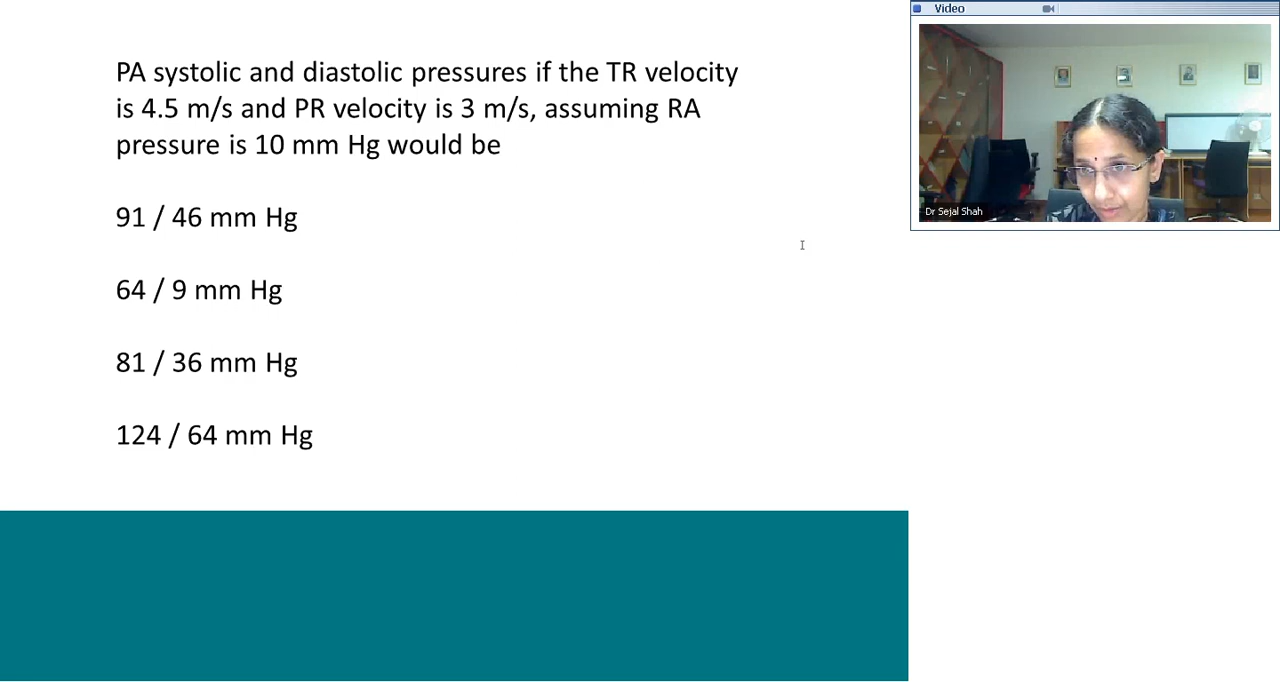 Video
PA systolic and diastolic pressures if the TR velocity
is 4.5 m/s and PR velocity is 3 m/s, assuming RA
pressure is 10 mm Hg would be
91 / 46 mm Hg
64 / 9 mm Hg
81 / 36 mm Hg
124 / 64 mm Hg
Dr Sejal Shah